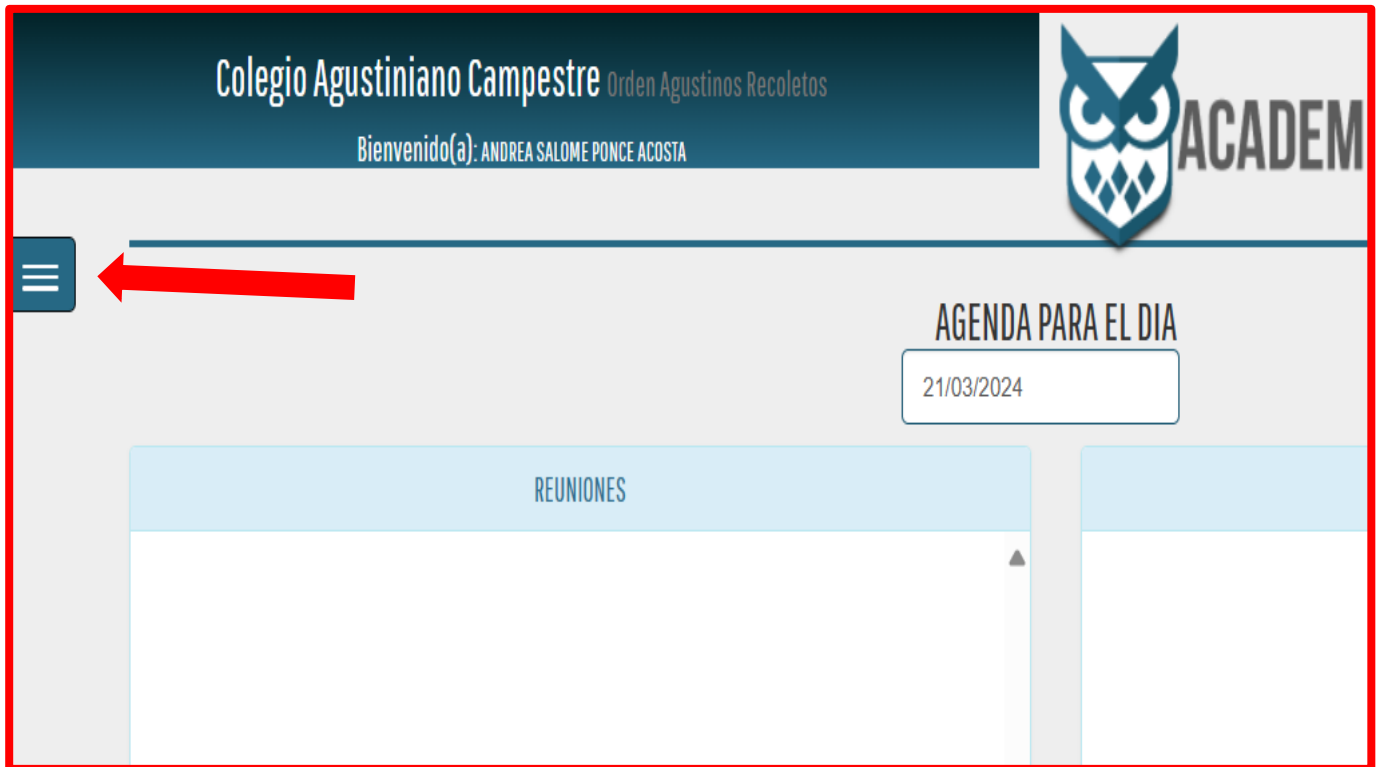 Colegio Agustiniano Campestre Orden Agustinos Recoletos
Bienvenido(a): ANDREA SALOME PONCE ACOSTA
ACADEM
AGENDA PARA EL DIA
21/03/2024
REUNIONES